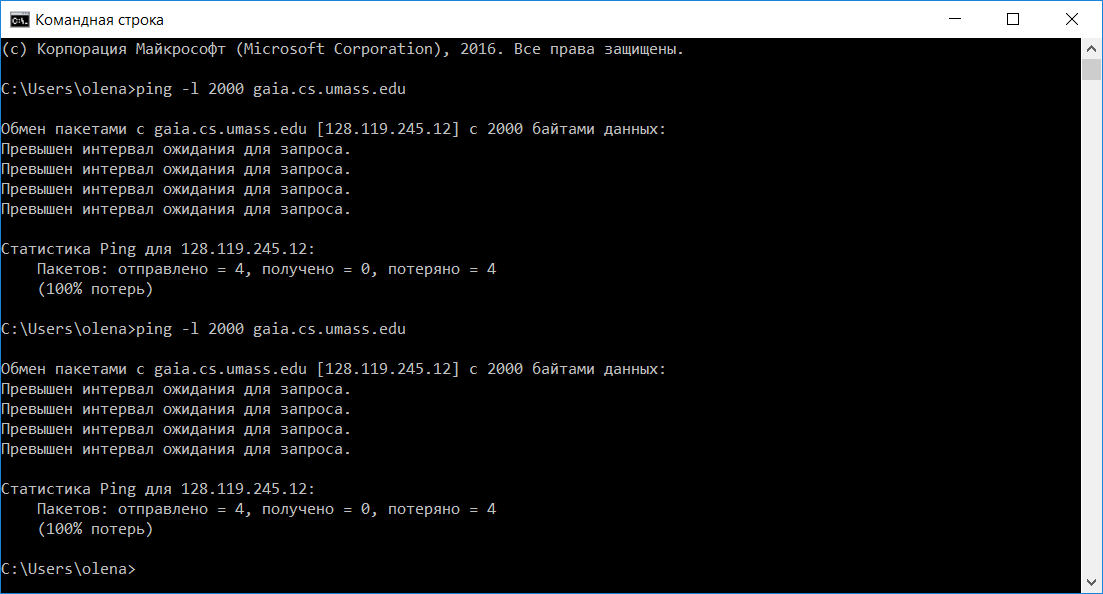 Командная строка
(c) Корпорация Майкрософт (Microsoft Corporation), 2016. Все права защищены.
C:\Users\olena>ping -l 2000 gaia.cs.umass.edu
Обмен пакетами с gaia.cs.umass.edu [128.119.245.12] с 2000 байтами данных:
Превышен интервал ожидания для запроса.
Превышен интервал ожидания для запроса.
Превышен интервал ожидания для запроса.
Превышен интервал ожидания для запроса.
Статистика Ping для 128.119.245.12:
    Пакетов: отправлено = 4, получено = 0, потеряно = 4
    (100% потерь)
C:\Users\olena>ping -l 2000 gaia.cs.umass.edu
Обмен пакетами с gaia.cs.umass.edu [128.119.245.12] с 2000 байтами данных:
Превышен интервал ожидания для запроса.
Превышен интервал ожидания для запроса.
Превышен интервал ожидания для запроса.
Превышен интервал ожидания для запроса.
Статистика Ping для 128.119.245.12:
    Пакетов: отправлено = 4, получено = 0, потеряно = 4
    (100% потерь)
C:\Users\olena>